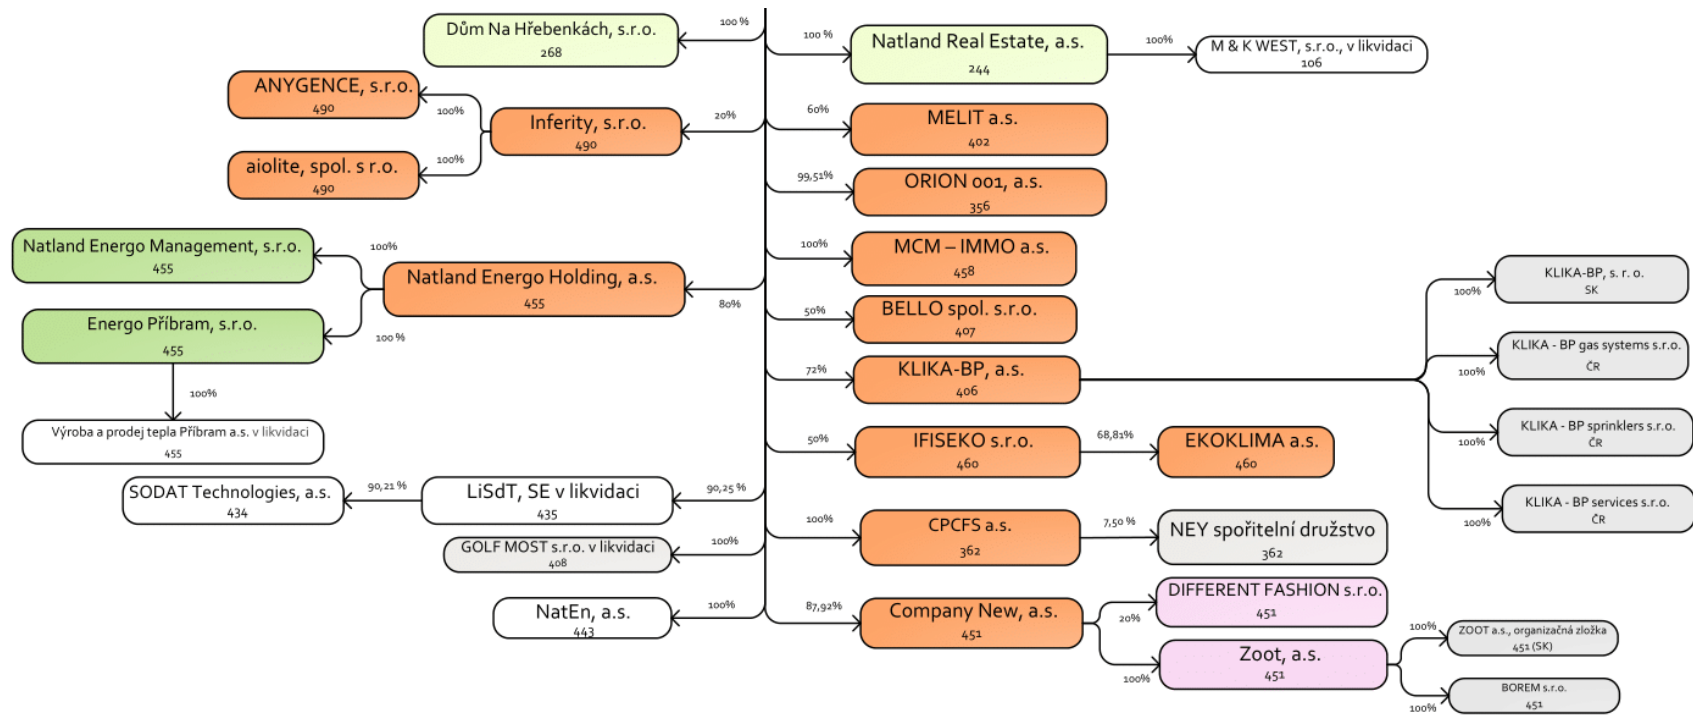 Dům Na Hřebenkách, s.r.o.
268
100 %
100 %
Natland Real Estate, a.s.
244
100%
M & K WEST, s.r.o., v likvidaci
106
ANYGENCE, s.r.o.
490
100%
Inferity, s.r.o.
490
20%
aiolite, spol. s r.o.
490
100%
60%
MELIT a.s.
402
99,51%
ORION 001, a.s.
356
Natland Energo Management, s.r.o.
455
100%
Natland Energo Holding, a.s.
455
80%
Energo Příbram, s.r.o.
455
100 %
100%
Výroba a prodej tepla Příbram a.s. v likvidaci
455
100%
MCM – IMMO a.s.
458
50%
BELLO spol. s.r.o.
407
72%
KLIKA-BP, a.s.
406
100%
KLIKA-BP, s. r. o.
SK
100%
KLIKA - BP gas systems s.r.o.
ČR
100%
KLIKA - BP sprinklers s.r.o.
ČR
100%
KLIKA - BP services s.r.o.
ČR
50%
IFISEKO s.r.o.
460
68,81%
EKOKLIMA a.s.
460
SODAT Technologies, a.s.
434
90,21 %
LiSdT, SE v likvidaci
435
90,25 %
GOLF MOST s.r.o. v likvidaci
408
100%
NatEn, a.s.
443
100%
100%
CPCFS a.s.
362
7,50 %
NEY spořitelní družstvo
362
87,92%
Company New, a.s.
451
20%
DIFFERENT FASHION s.r.o.
451
100%
Zoot, a.s.
451
100%
ZOOT a.s., organizačná zložka
451 (SK)
100%
BOREM s.r.o.
451